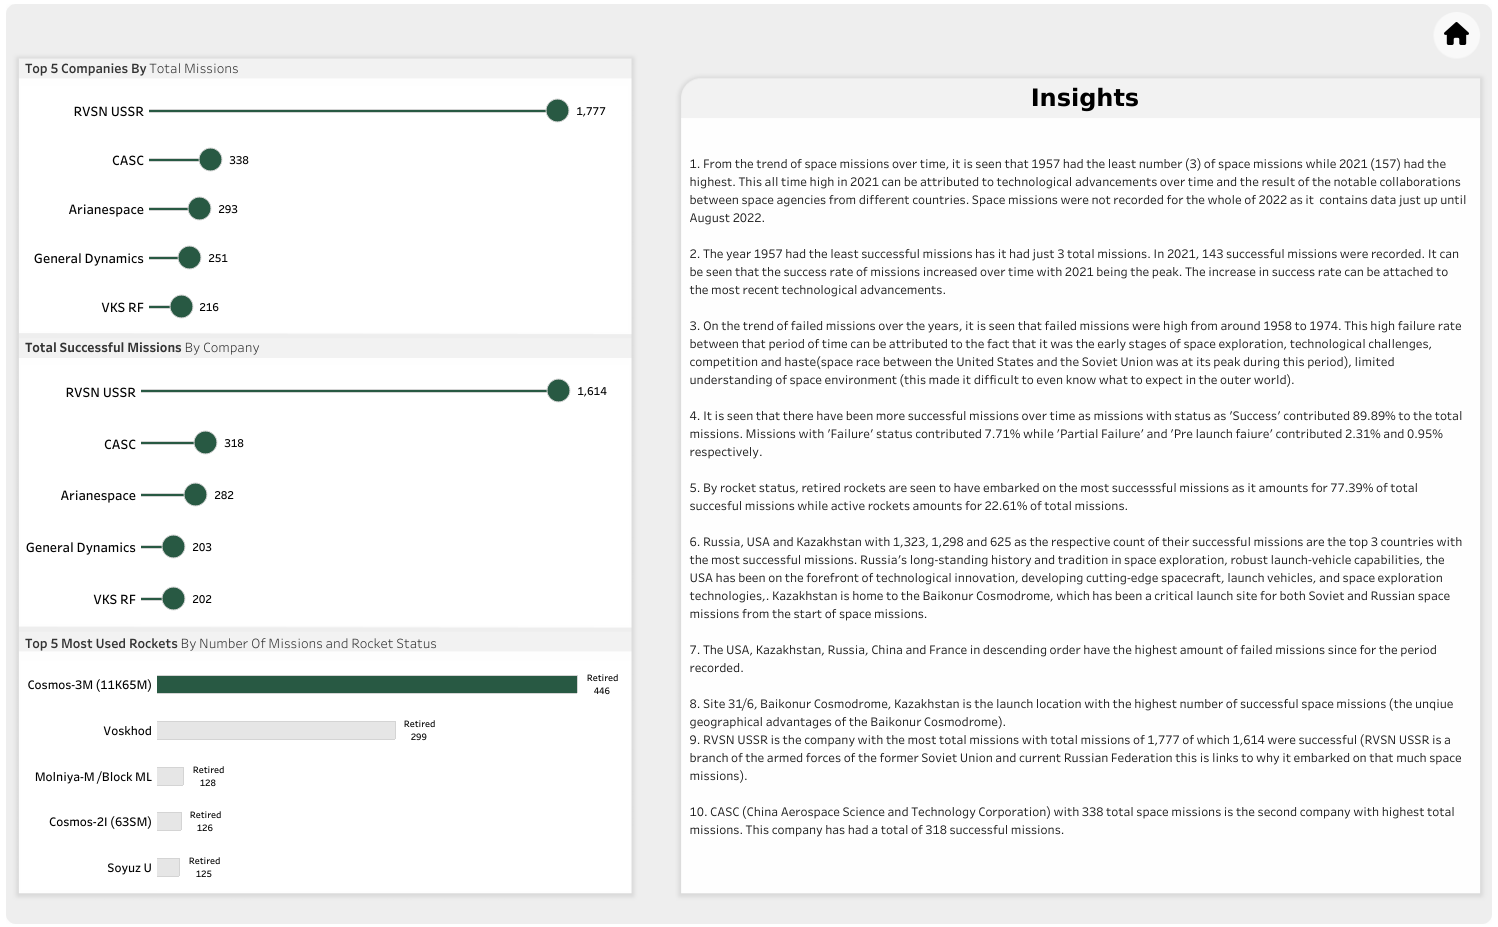 Top 5 Companies By Total Missions
RVSN USSR 1,777
CASC 338
Arianespace 293
General Dynamics 251
VKS RF 216
Total Successful Missions By Company
RVSN USSR 1,614
CASC 318
Arianespace 282
General Dynamics 203
VKS RF 202
Top 5 Most Used Rockets By Number Of Missions and Rocket Status
Cosmos-3M (11K65M) Retired 446
Voskhod Retired 299
Molniya-M /Block ML Retired 128
Cosmos-2I (63SM) Retired 126
Soyuz U Retired 125
Insights
1. From the trend of space missions over time, it is seen that 1957 had the least number (3) of space missions while 2021 (157) had the
highest. This all time high in 2021 can be attributed to technological advancements over time and the result of the notable collaborations
between space agencies from different countries. Space missions were not recorded for the whole of 2022 as it  contains data just up until
August 2022.
2. The year 1957 had the least successful missions has it had just 3 total missions. In 2021, 143 successful missions were recorded. It can
be seen that the success rate of missions increased over time with 2021 being the peak. The increase in success rate can be attached to
the most recent technological advancements.
3. On the trend of failed missions over the years, it is seen that failed missions were high from around 1958 to 1974. This high failure rate
between that period of time can be attributed to the fact that it was the early stages of space exploration, technological challenges,
competition and haste(space race between the United States and the Soviet Union was at its peak during this period), limited
understanding of space environment (this made it difficult to even know what to expect in the outer world).
4. It is seen that there have been more successful missions over time as missions with status as ‘Success’ contributed 89.89% to the total
missions. Missions with ‘Failure’ status contributed 7.71% while ‘Partial Failure’ and ‘Pre launch faiure’ contributed 2.31% and 0.95%
respectively.
5. By rocket status, retired rockets are seen to have embarked on the most successsful missions as it amounts for 77.39% of total
succesful missions while active rockets amounts for 22.61% of total missions.
6. Russia, USA and Kazakhstan with 1,323, 1,298 and 625 as the respective count of their successful missions are the top 3 countries with
the most successful missions. Russia’s long-standing history and tradition in space exploration, robust launch-vehicle capabilities, the
USA has been on the forefront of technological innovation, developing cutting-edge spacecraft, launch vehicles, and space exploration
technologies,. Kazakhstan is home to the Baikonur Cosmodrome, which has been a critical launch site for both Soviet and Russian space
missions from the start of space missions.
7. The USA, Kazakhstan, Russia, China and France in descending order have the highest amount of failed missions since for the period
recorded.
8. Site 31/6, Baikonur Cosmodrome, Kazakhstan is the launch location with the highest number of successful space missions (the unqiue
geographical advantages of the Baikonur Cosmodrome).
9. RVSN USSR is the company with the most total missions with total missions of 1,777 of which 1,614 were successful (RVSN USSR is a
branch of the armed forces of the former Soviet Union and current Russian Federation this is links to why it embarked on that much space
missions).
10. CASC (China Aerospace Science and Technology Corporation) with 338 total space missions is the second company with highest total
missions. This company has had a total of 318 successful missions.